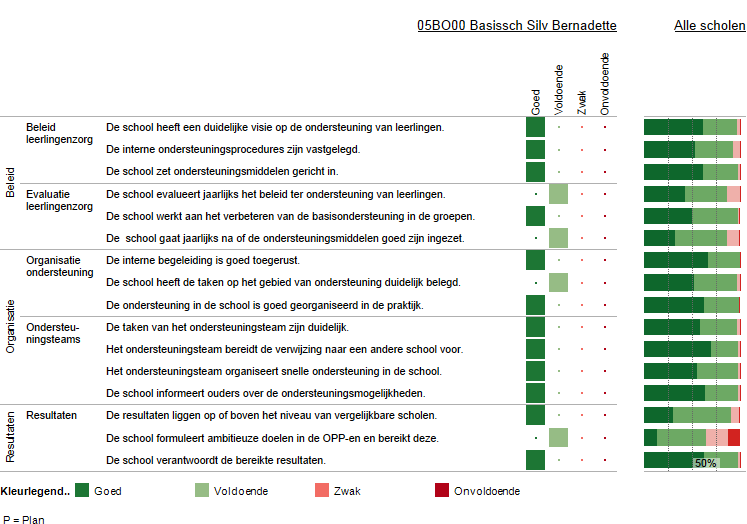 05BO00 Basissch Silv Bernadette
Alle scholen
Goed
Voldoende
Zwak
Onvoldoende
Beleid
Beleid
leerlingenzorg
De school heeft een duidelijke visie op de ondersteuning van leerlingen.
De interne ondersteuningsprocedures zijn vastgelegd.
De school zet ondersteuningsmiddelen gericht in.
Evaluatie
leerlingenzorg
De school evalueert jaarlijks het beleid ter ondersteuning van leerlingen.
De school werkt aan het verbeteren van de basisondersteuning in de groepen.
De  school gaat jaarlijks na of de ondersteuningsmiddelen goed zijn ingezet.
Organisatie
Organisatie
ondersteuning
De interne begeleiding is goed toegerust.
De school heeft de taken op het gebied van ondersteuning duidelijk belegd.
De ondersteuning in de school is goed georganiseerd in de praktijk.
Ondersteu-
ningsteams
De taken van het ondersteuningsteam zijn duidelijk.
Het ondersteuningsteam bereidt de verwijzing naar een andere school voor.
Het ondersteuningsteam organiseert snelle ondersteuning in de school.
De school informeert ouders over de ondersteuningsmogelijkheden.
Resultaten
Resultaten
De resultaten liggen op of boven het niveau van vergelijkbare scholen.
De school formuleert ambitieuze doelen in de OPP-en en bereikt deze.
De school verantwoordt de bereikte resultaten.
50%
Kleurlegend..
Goed
Voldoende
Zwak
Onvoldoende
P = Plan